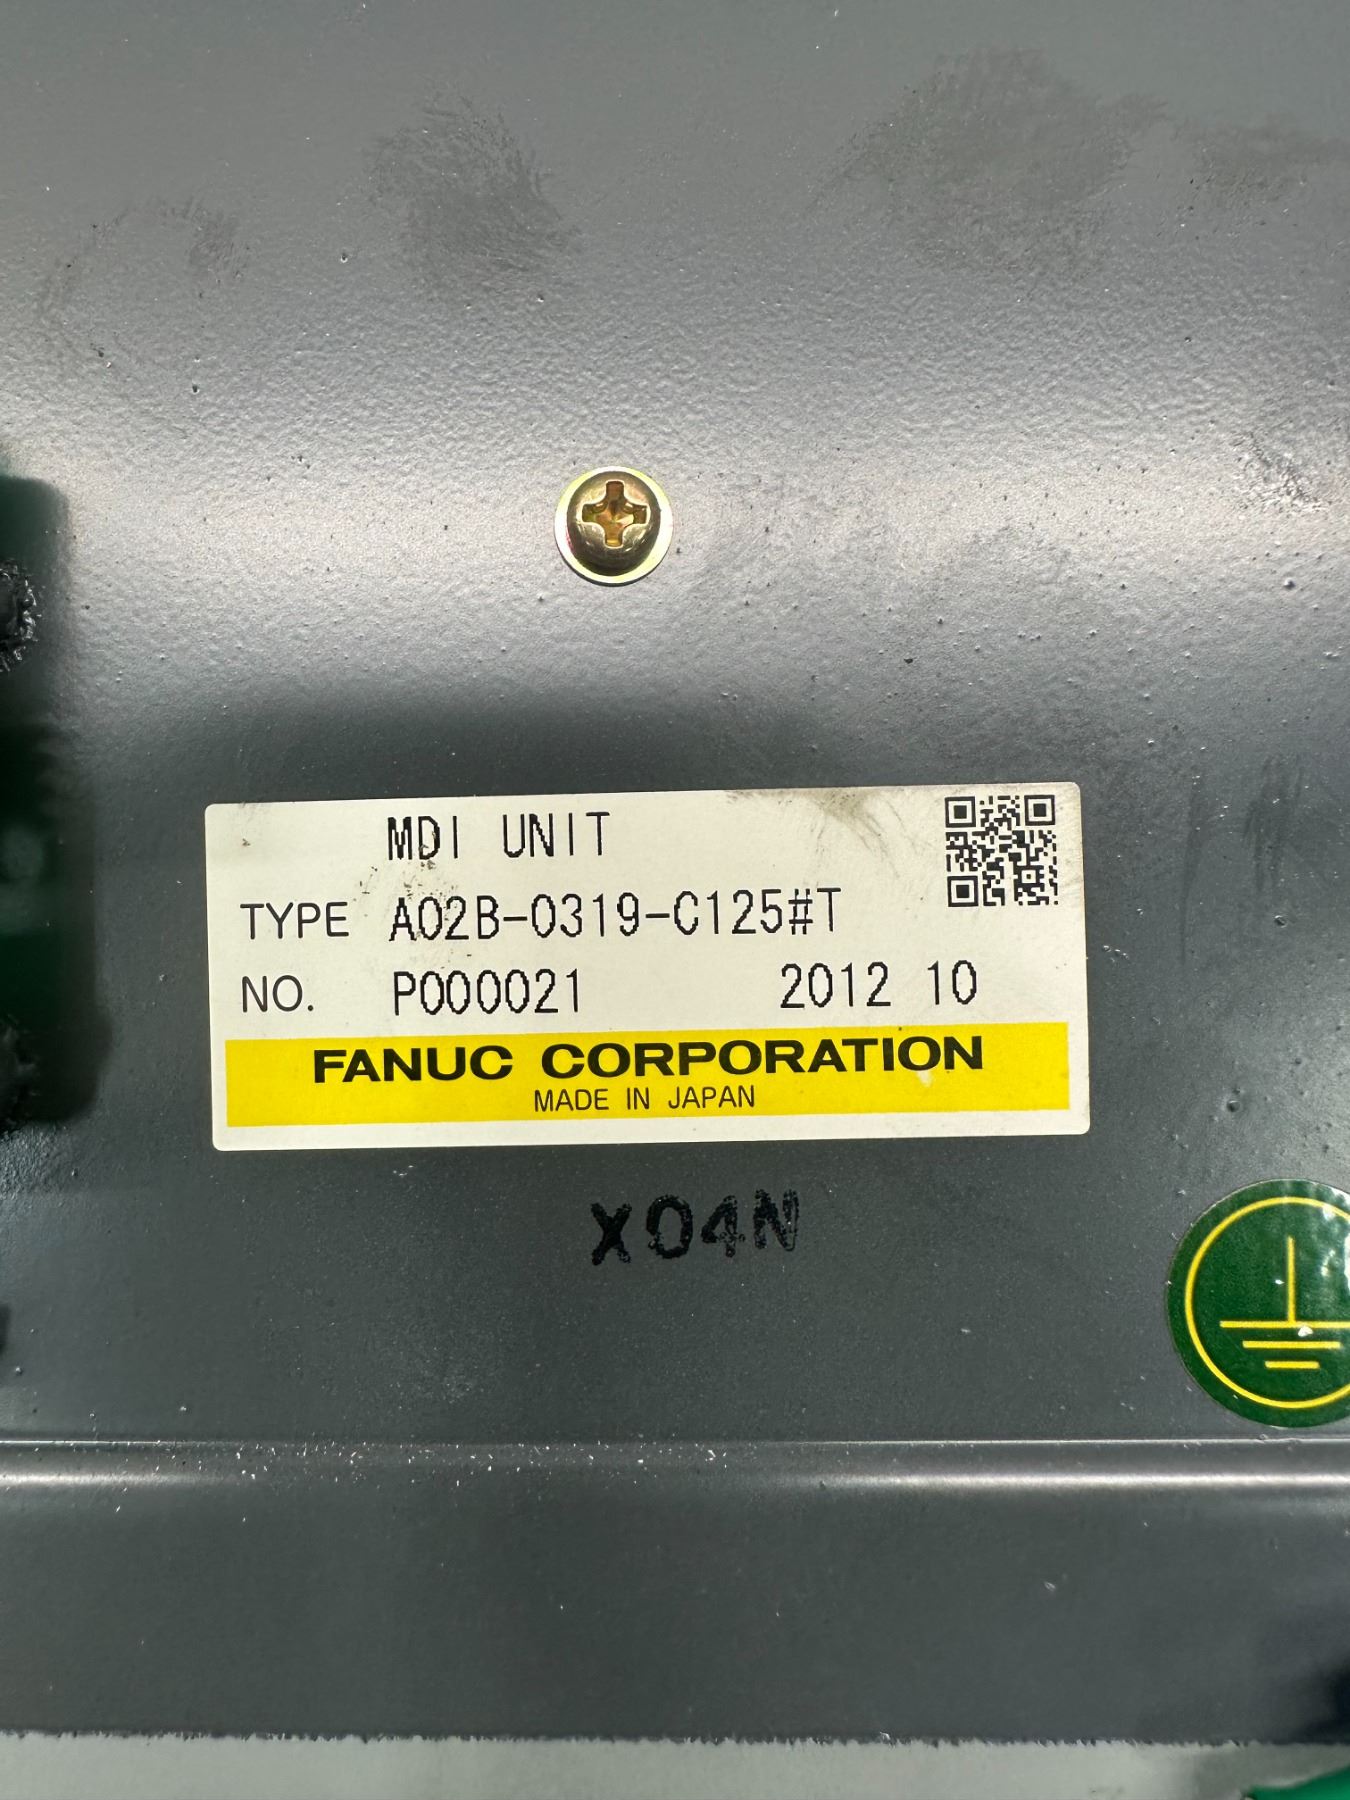 MDI UNIT
TYPE A02B-0319-C125#T
NO. P000021 2012 10
FANUC CORPORATION
MADE IN JAPAN
X04N